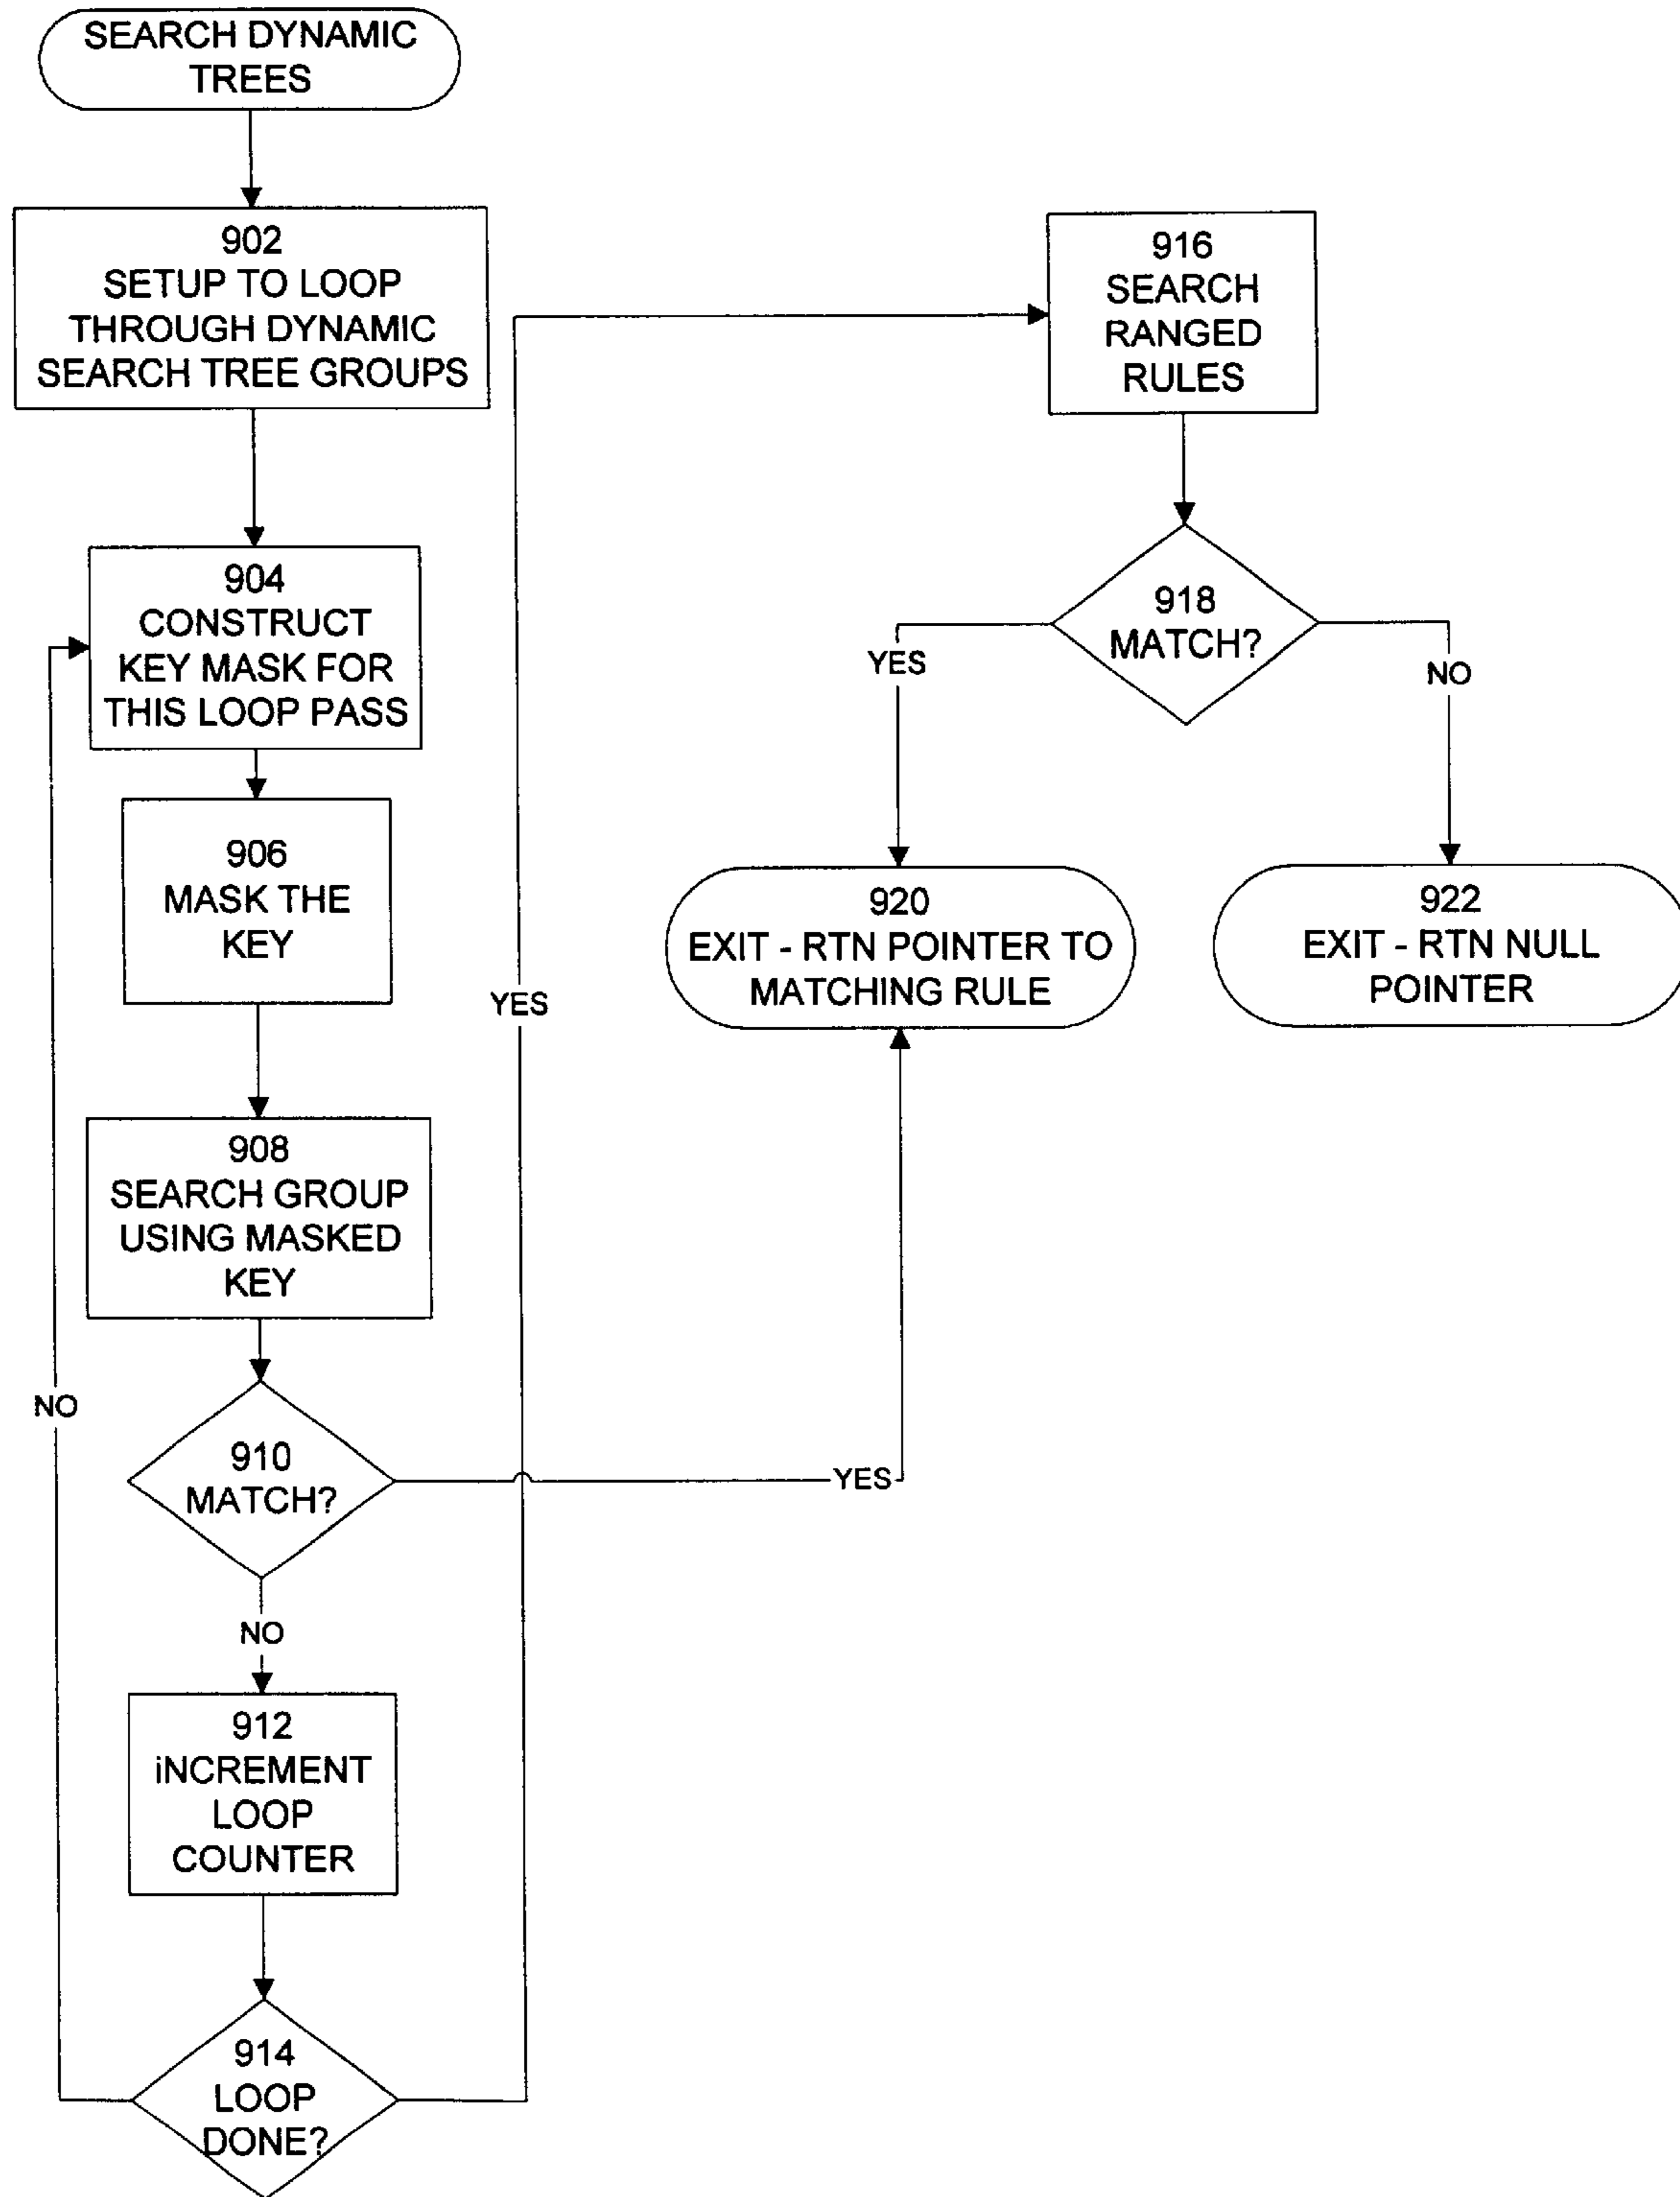 SEARCH DYNAMIC
TREES
902
SETUP TO LOOP
THROUGH DYNAMIC
SEARCH TREE GROUPS
904
CONSTRUCT
KEY MASK FOR
THIS LOOP PASS
906
MASK THE
KEY
908
SEARCH GROUP
USING MASKED
KEY
910
MATCH?
YES
NO
912
iNCREMENT
LOOP
COUNTER
914
LOOP
DONE?
NO
YES
916
SEARCH
RANGED
RULES
918
MATCH?
YES
NO
920
EXIT - RTN POINTER TO
MATCHING RULE
922
EXIT - RTN NULL
POINTER